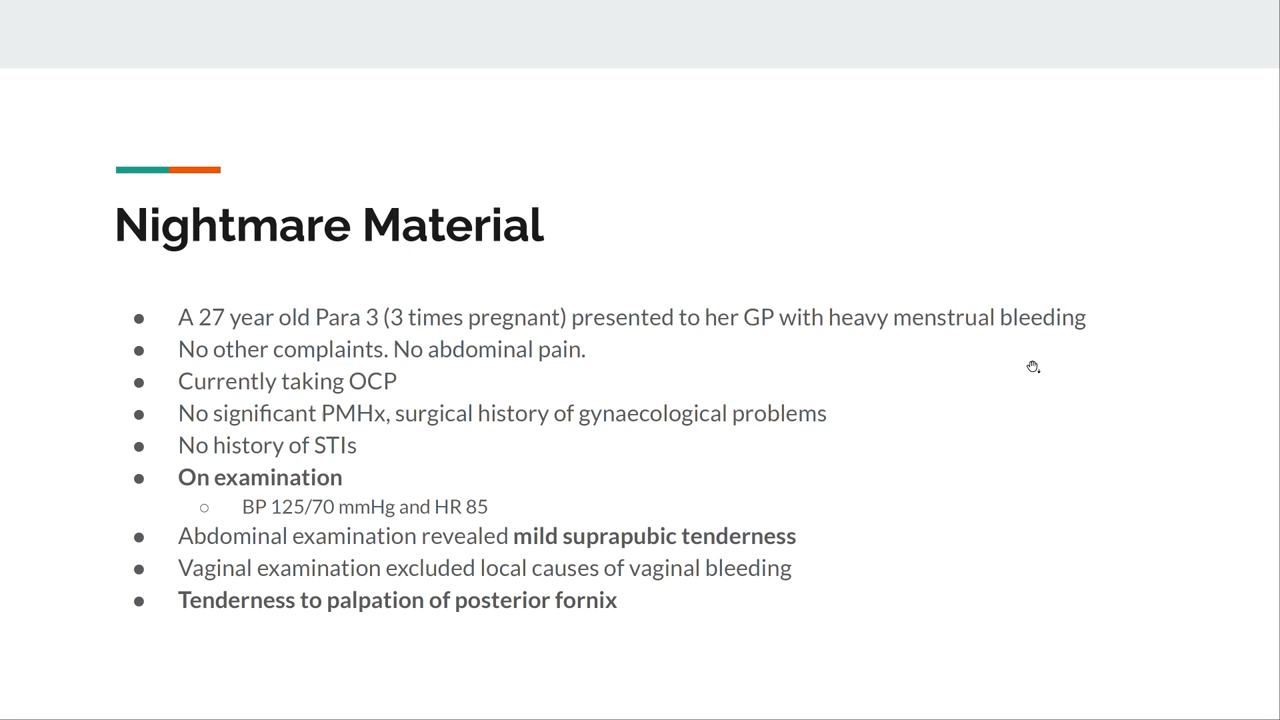 Nightmare Material
● A 27 year old Para 3 (3 times pregnant) presented to her GP with heavy menstrual bleeding
● No other complaints. No abdominal pain.
● Currently taking OCP
● No significant PMHx, surgical history of gynaecological problems
● No history of STIs
● On examination
○ BP 125/70 mmHg and HR 85
● Abdominal examination revealed mild suprapubic tenderness
● Vaginal examination excluded local causes of vaginal bleeding
● Tenderness to palpation of posterior fornix